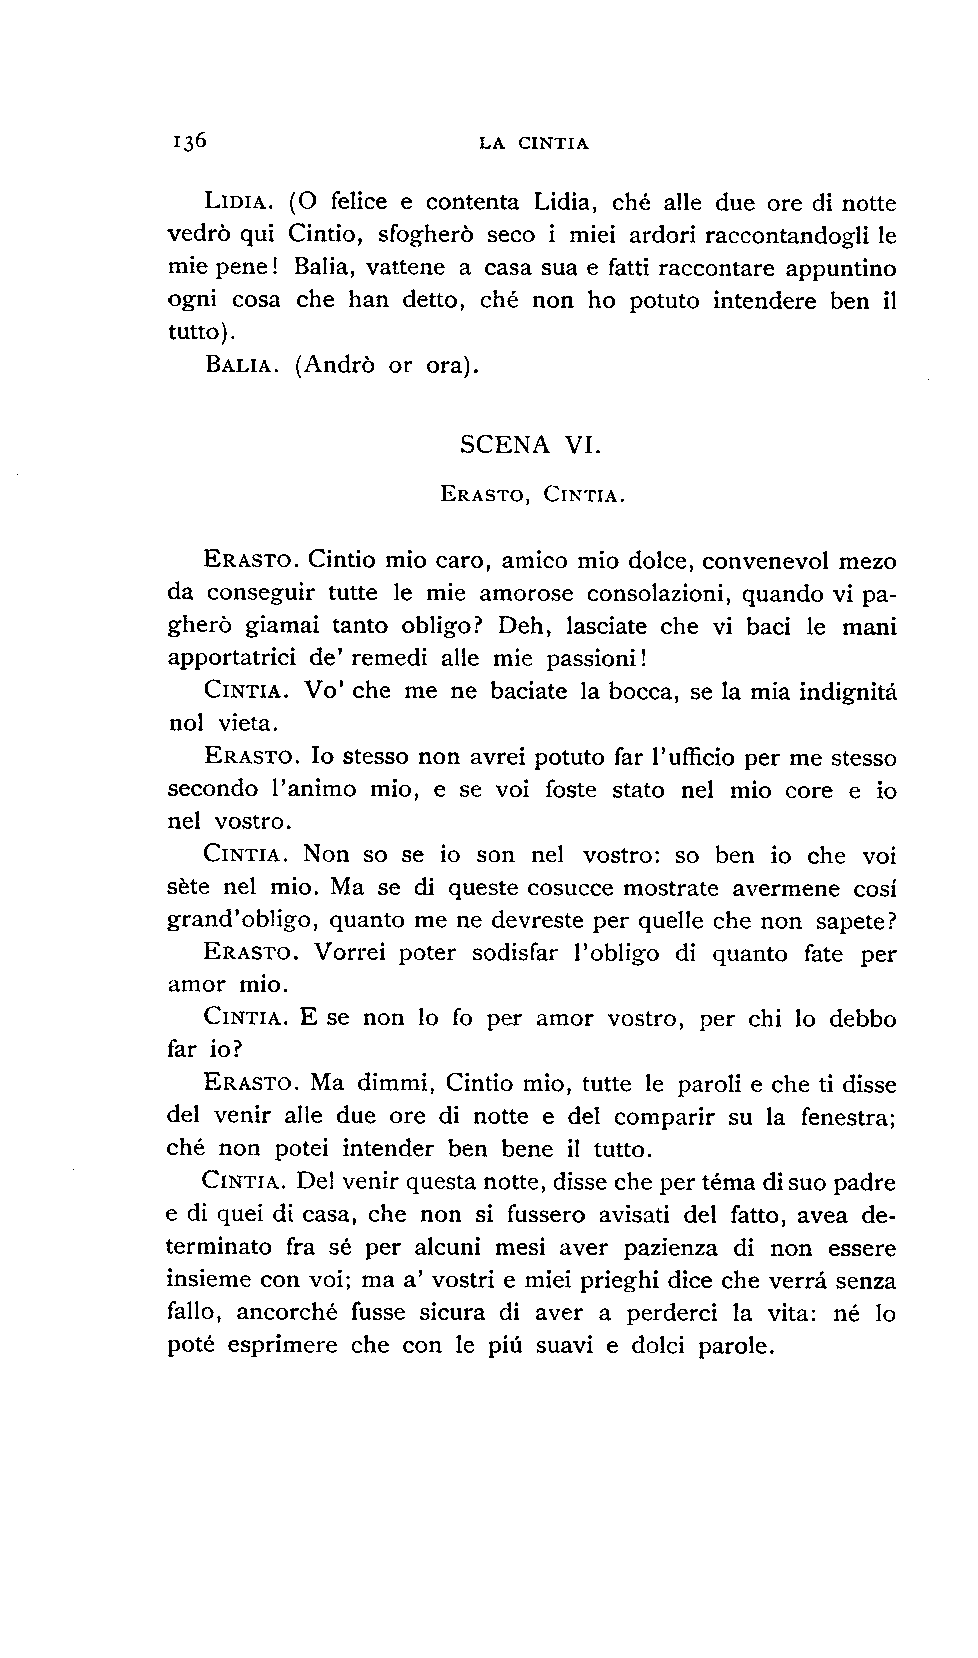 136 LA CINTIA
LIDIA. (O felice e contenta Lidia, ché alle due ore di notte
vedrò qui Cintio, sfogherò seco i miei ardori raccontandogli le
mie pene! Balia, vattene a casa sua e fatti raccontare appuntino
ogni cosa che han detto, ché non ho potuto intendere ben il
tutto).
BALIA. (Andrò or ora).
SCENA VI.
ERASTO, CINTIA.
ERASTO. Cintio mio caro, amico mio dolce, convenevol mezo
da conseguir tutte le mie amorose consolazioni, quando vi pa-
gherò giamai tanto obligo? Deh, lasciate che vi baci le mani
apportatrici de' remedi alle mie passioni!
CINTIA. Vo' che me ne baciate la bocca, se la mia indignitá
nol vieta.
ERASTO. Io stesso non avrei potuto far l'ufficio per me stesso
secondo l'animo mio, e se voi foste stato nel mio core e io
nel vostro.
CINTIA. Non so se io son nel vostro: so ben io che voi
sète nel mio. Ma se di queste cosucce mostrate avermene cosí
grand'obligo, quanto me ne devreste per quelle che non sapete?
ERASTO. Vorrei poter sodisfar l'obligo di quanto fate per
amor mio.
CINTIA. E se non lo fo per amor vostro, per chi lo debbo
far io?
ERASTO. Ma dimmi, Cintio mio, tutte le paroli e che ti disse
del venir alle due ore di notte e del comparir su la fenestra;
ché non potei intender ben bene il tutto.
CINTIA. Del venir questa notte, disse che per téma di suo padre
e di quei di casa, che non si fussero avisati del fatto, avea de-
terminato fra sé per alcuni mesi aver pazienza di non essere
insieme con voi; ma a' vostri e miei prieghi dice che verrá senza
fallo, ancorché fusse sicura di aver a perderci la vita: né lo
poté esprimere che con le piú suavi e dolci parole.